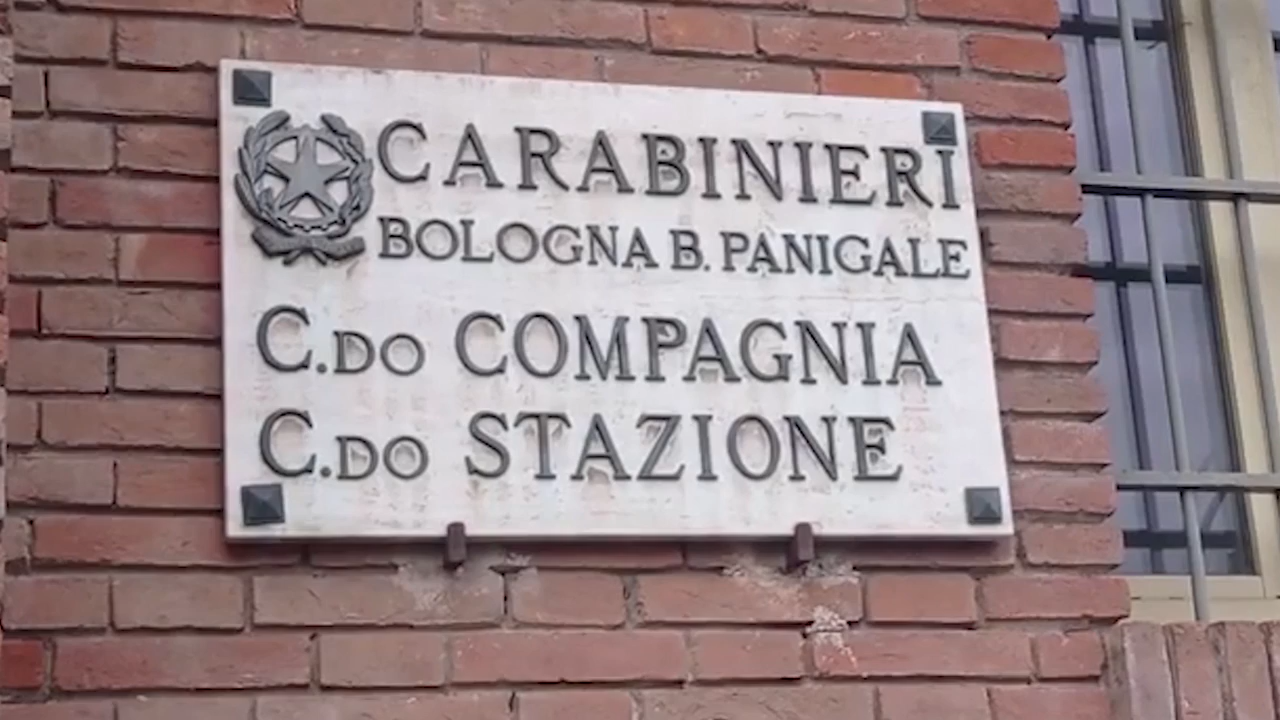 CARABINIERI
BOLOGNA B. PANIGALE
C.DO COMPAGNIA
C.DO STAZIONE